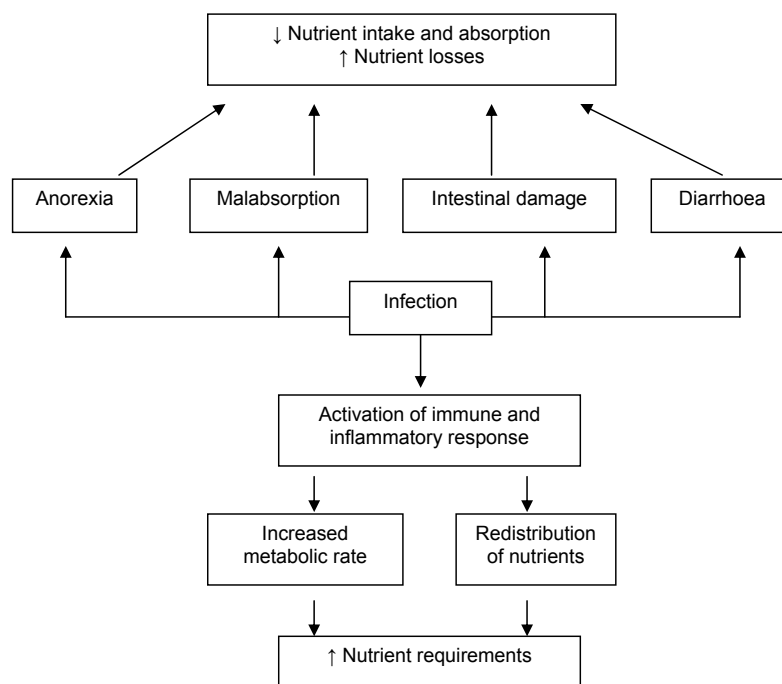 ↓ Nutrient intake and absorption
↑ Nutrient losses
Anorexia
Malabsorption
Intestinal damage
Diarrhoea
Infection
Activation of immune and
inflammatory response
Increased
metabolic rate
Redistribution
of nutrients
↑ Nutrient requirements